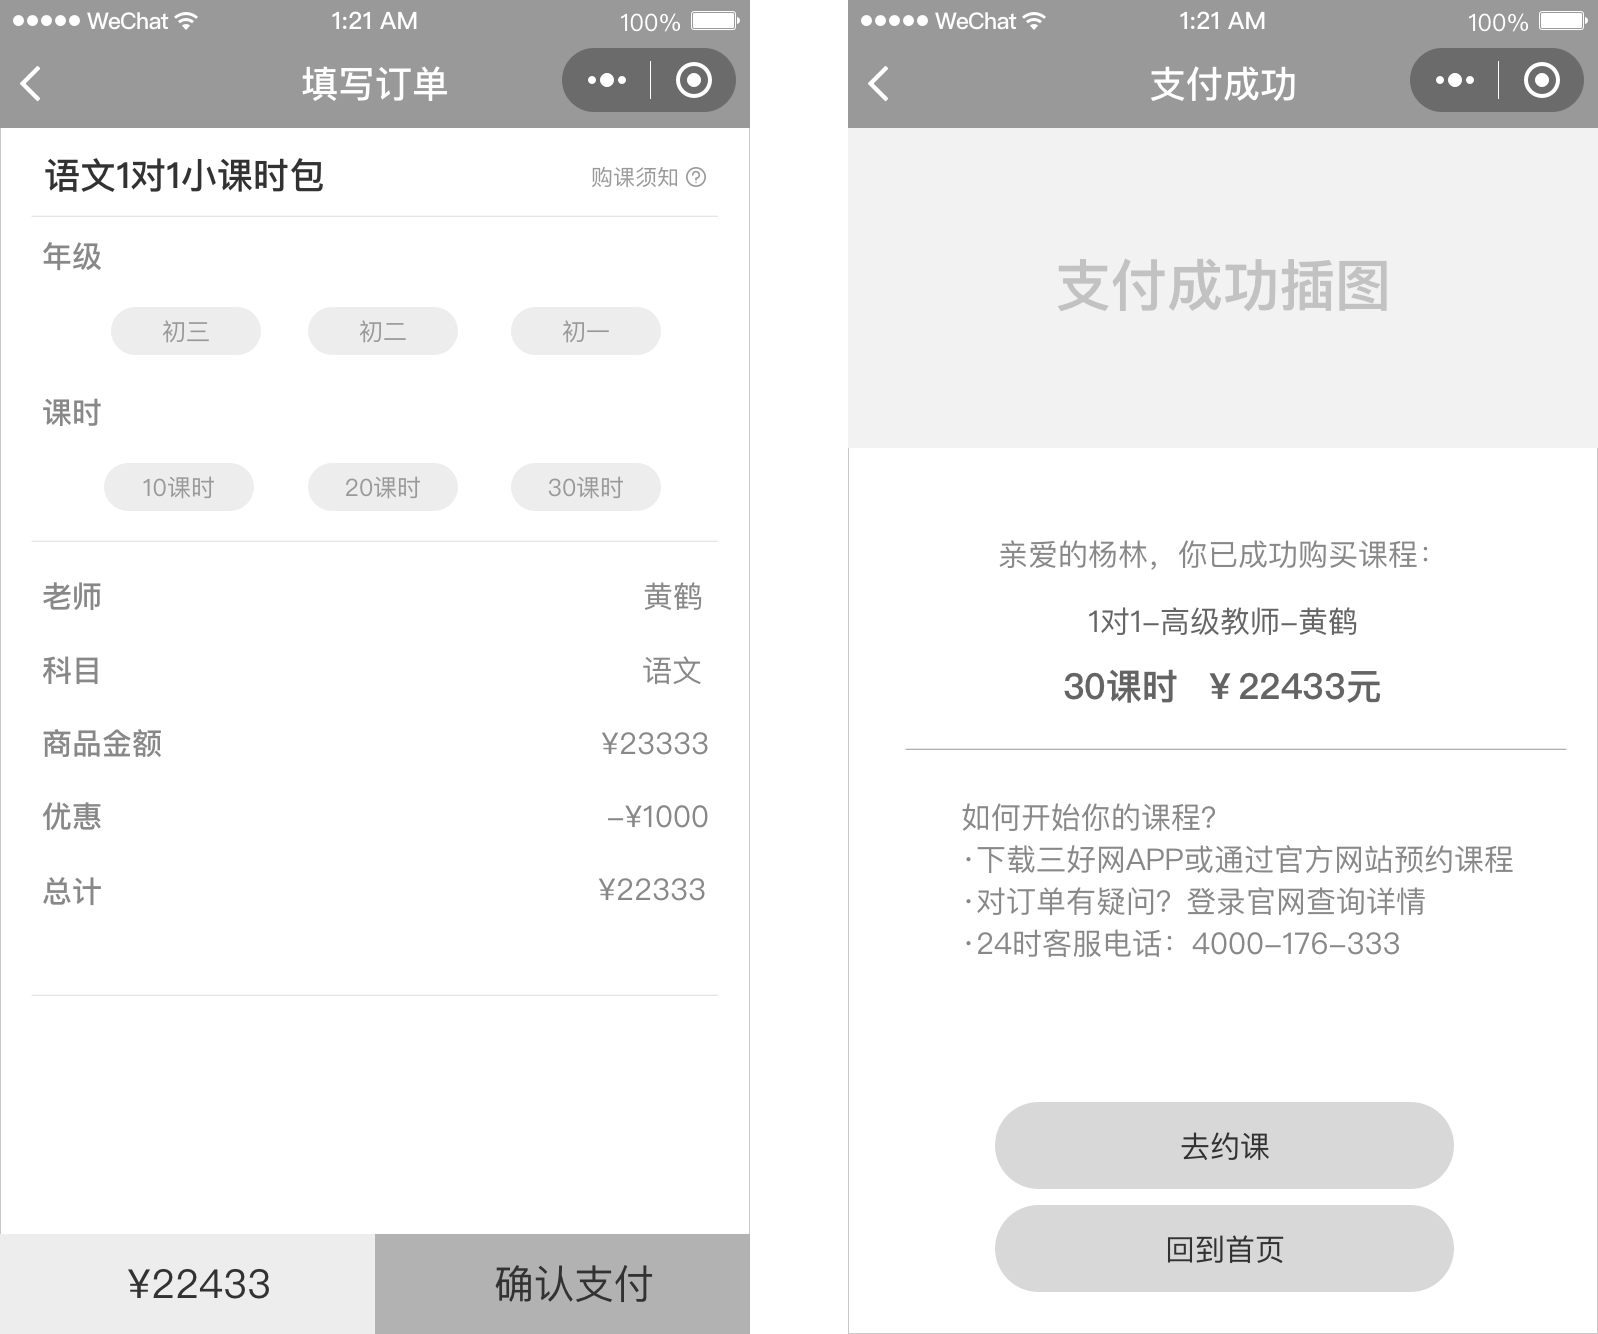 WeChat 1:21 AM 100%
填写订单
语文1对1小课时包 购课须知
年级
初三 初二 初一
课时
10课时 20课时 30课时
老师 黄鹤
科目 语文
商品金额 ¥23333
优惠 -¥1000
总计 ¥22333
¥22433 确认支付
WeChat 1:21 AM 100%
支付成功
支付成功插图
亲爱的杨林，你已成功购买课程：
1对1-高级教师-黄鹤
30课时 ¥22433元
如何开始你的课程？
·下载三好网APP或通过官方网站预约课程
·对订单有疑问？登录官网查询详情
·24时客服电话：4000-176-333
去约课
回到首页